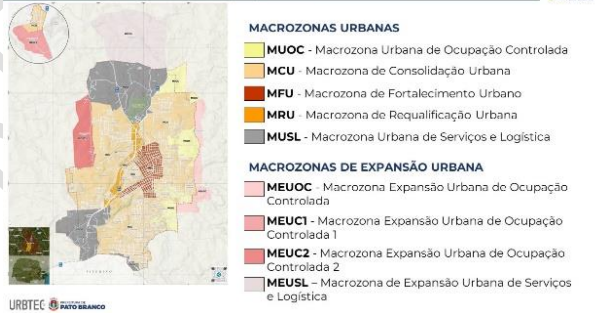 MACROZONAS URBANAS
MUOC - Macrozona Urbana de Ocupação Controlada
MCU - Macrozona de Consolidação Urbana
MFU - Macrozona de Fortalecimento Urbano
MRU - Macrozona de Requalificação Urbana
MUSL - Macrozona Urbana de Serviços e Logística
MACROZONAS DE EXPANSÃO URBANA
MEUOC - Macrozona Expansão Urbana de Ocupação
Controlada
MEUC1 - Macrozona Expansão Urbana de Ocupação
Controlada 1
MEUC2 - Macrozona Expansão Urbana de Ocupação
Controlada 2
MEUSL – Macrozona de Expansão Urbana de Serviços
e Logística
URBTEC
PATO BRANCO